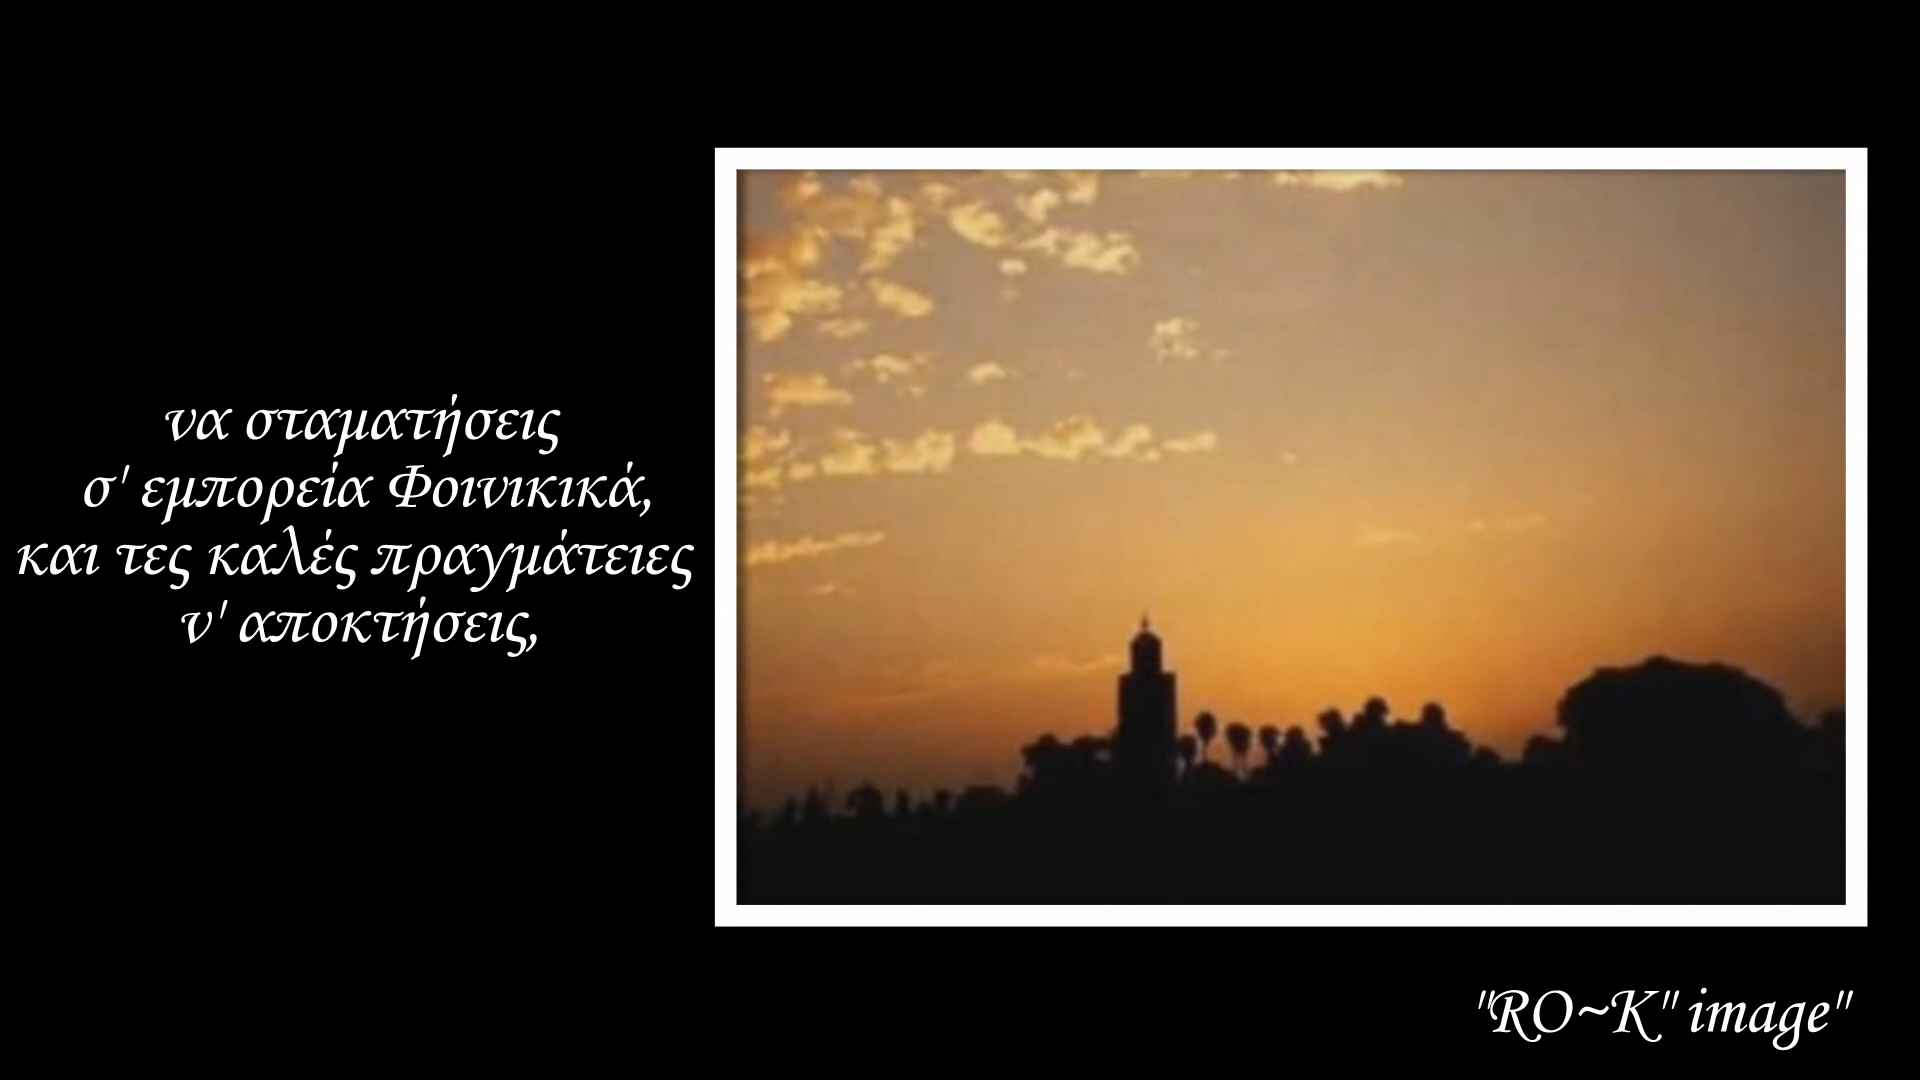 να σταματήσεις
σ' εμπορεία Φοινικικά,
και τες καλές πραγμάτειες
ν' αποκτήσεις,
"RO~K" image"